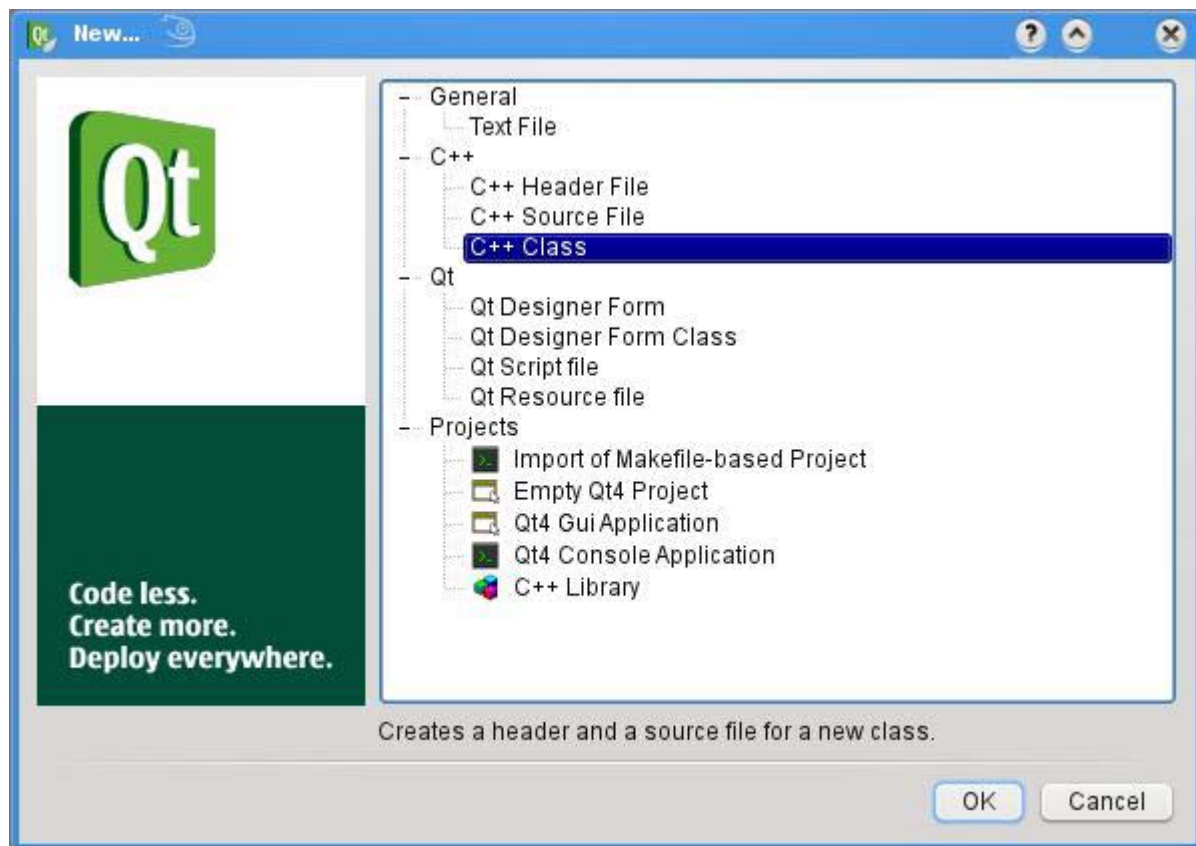 New...
Qt
General
Text File
C++
C++ Header File
C++ Source File
C++ Class
Qt
Qt Designer Form
Qt Designer Form Class
Qt Script file
Qt Resource file
Projects
Import of Makefile-based Project
Empty Qt4 Project
Qt4 Gui Application
Qt4 Console Application
C++ Library
Code less.
Create more.
Deploy everywhere.
Creates a header and a source file for a new class.
OK
Cancel